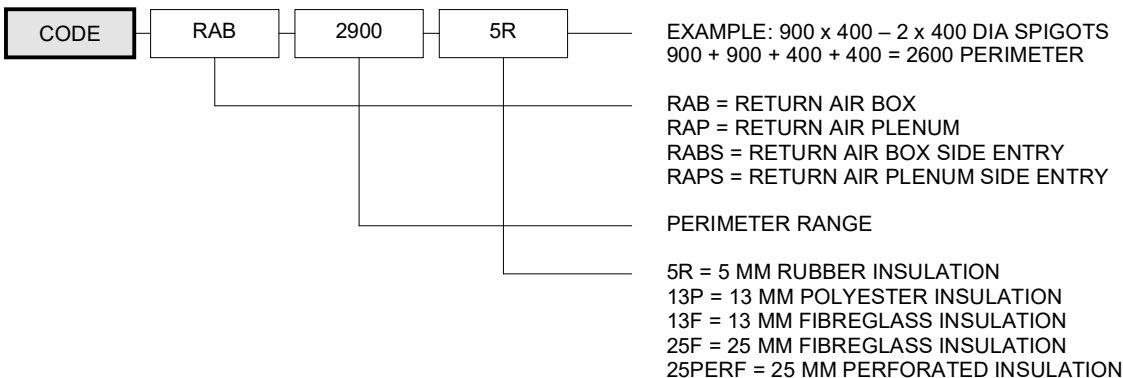 CODE RAB 2900 5R EXAMPLE: 900 x 400 – 2 x 400 DIA SPIGOTS
900 + 900 + 400 + 400 = 2600 PERIMETER
RAB = RETURN AIR BOX
RAP = RETURN AIR PLENUM
RABS = RETURN AIR BOX SIDE ENTRY
RAPS = RETURN AIR PLENUM SIDE ENTRY
PERIMETER RANGE
5R = 5 MM RUBBER INSULATION
13P = 13 MM POLYESTER INSULATION
13F = 13 MM FIBREGLASS INSULATION
25F = 25 MM FIBREGLASS INSULATION
25PERF = 25 MM PERFORATED INSULATION